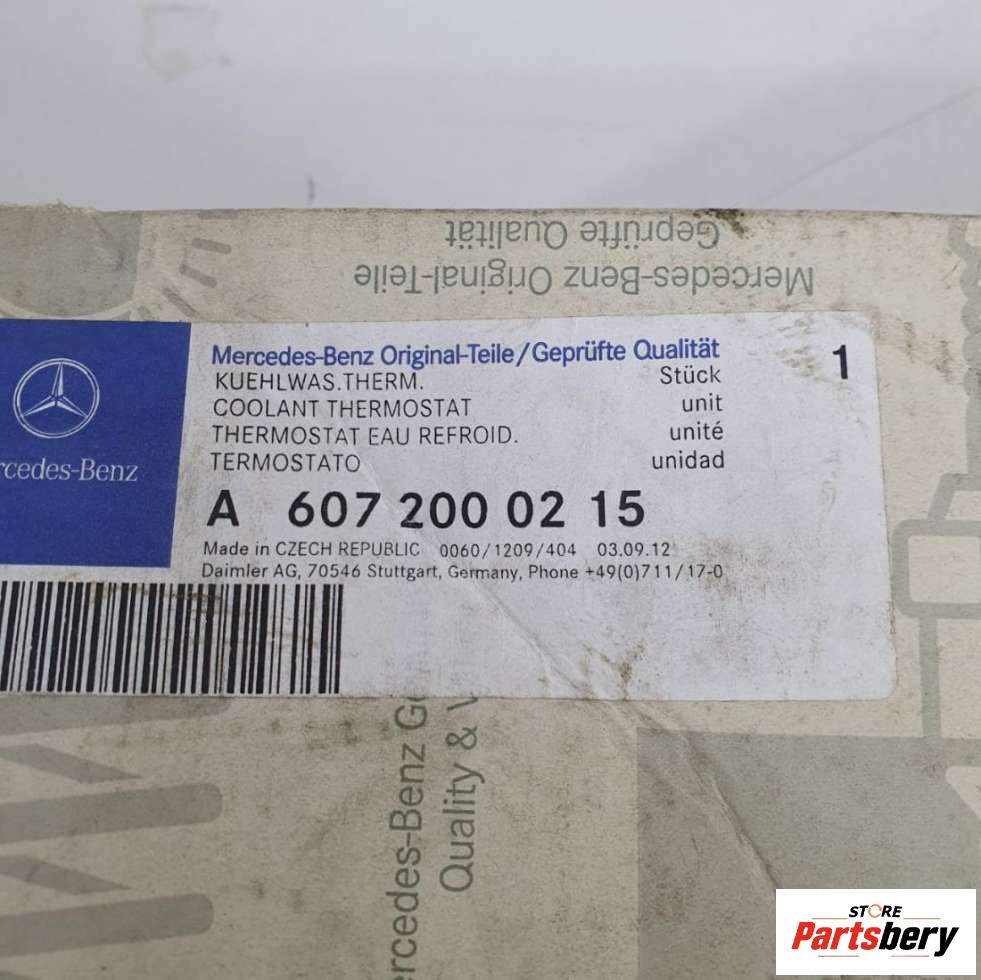 Geprüfte Qualität
Mercedes-Benz Original-Teile
Mercedes-Benz Original-Teile/Geprüfte Qualität 1
KUEHLWAS.THERM. Stück
COOLANT THERMOSTAT unit
THERMOSTAT EAU REFROID. unité
TERMOSTATO unidad
rcedes-Benz
A 607 200 02 15
Made in CZECH REPUBLIC 0060/1209/404 03.09.12
Daimler AG, 70546 Stuttgart, Germany, Phone +49(0)711/17-0
ercedes-Benz Ge
Quality &
STORE
Partsbery